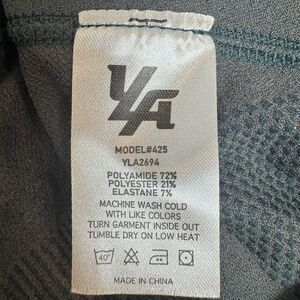 YLA
MODEL#425
YLA2694
POLYAMIDE 72%
POLYESTER 21%
ELASTANE 7%
MACHINE WASH COLD
WITH LIKE COLORS
TURN GARMENT INSIDE OUT
TUMBLE DRY ON LOW HEAT
40°
MADE IN CHINA